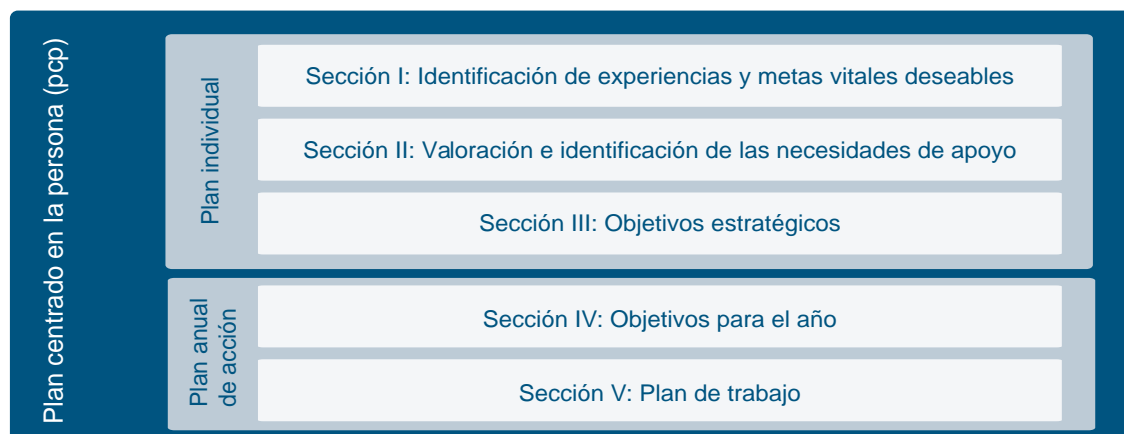 Plan centrado en la persona (pcp)
Plan individual
Sección I: Identificación de experiencias y metas vitales deseables
Sección II: Valoración e identificación de las necesidades de apoyo
Sección III: Objetivos estratégicos
Plan anual
de acción
Sección IV: Objetivos para el año
Sección V: Plan de trabajo